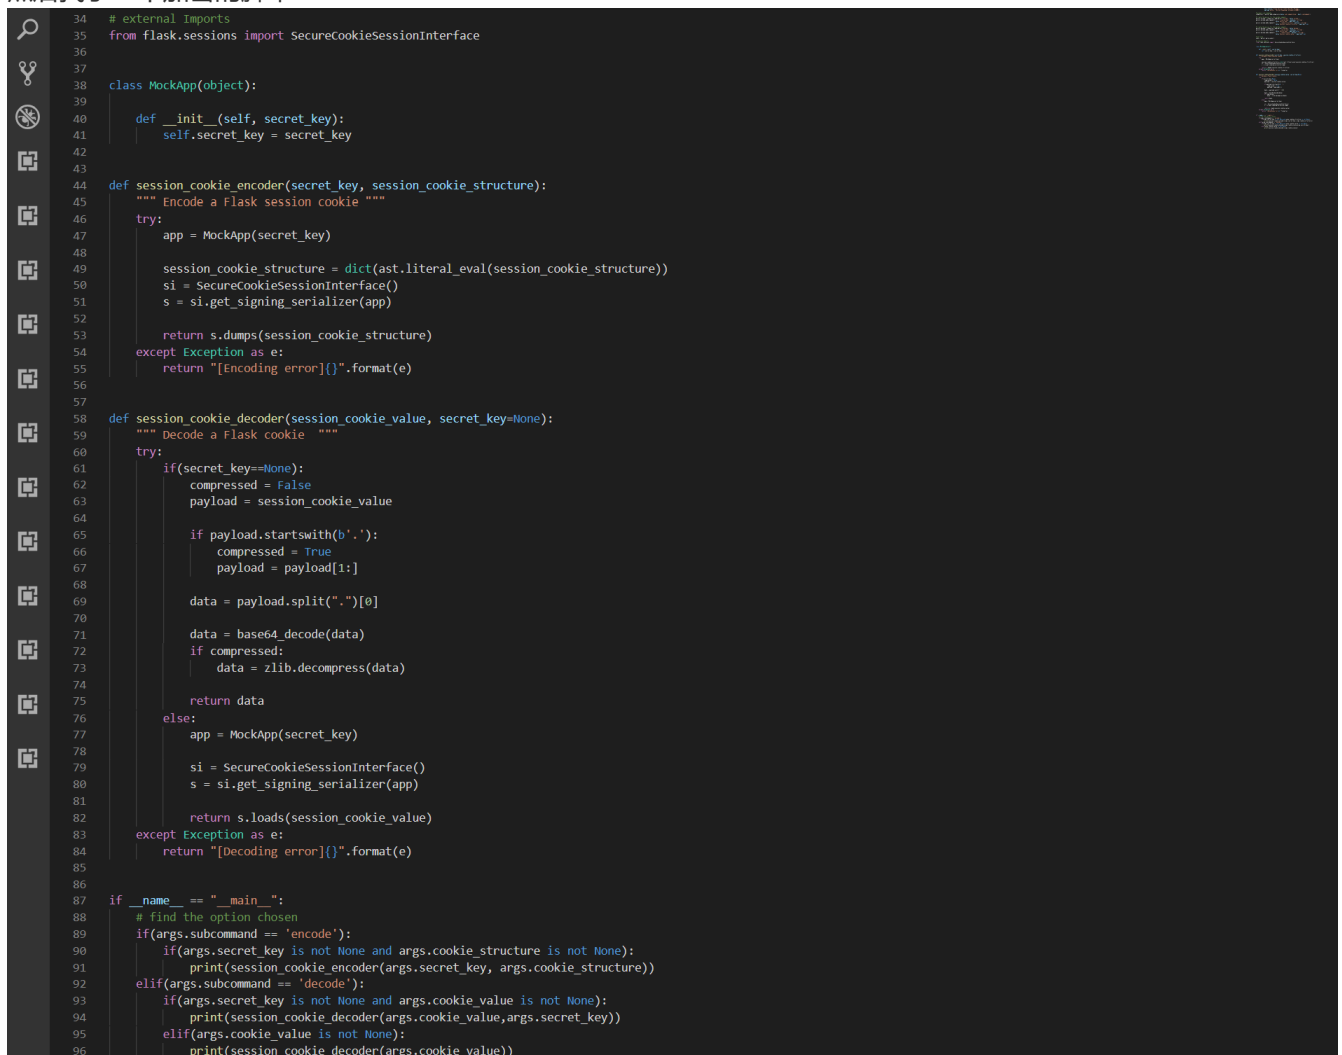 34 # external Imports
35 from flask.sessions import SecureCookieSessionInterface
36
37
38 class MockApp(object):
39
40 def __init__(self, secret_key):
41 self.secret_key = secret_key
42
43
44 def session_cookie_encoder(secret_key, session_cookie_structure):
45 """ Encode a Flask session cookie """
46 try:
47 app = MockApp(secret_key)
48
49 session_cookie_structure = dict(ast.literal_eval(session_cookie_structure))
50 si = SecureCookieSessionInterface()
51 s = si.get_signing_serializer(app)
52
53 return s.dumps(session_cookie_structure)
54 except Exception as e:
55 return "[Encoding error]{}".format(e)
56
57
58 def session_cookie_decoder(session_cookie_value, secret_key=None):
59 """ Decode a Flask cookie  """
60 try:
61 if(secret_key==None):
62 compressed = False
63 payload = session_cookie_value
64
65 if payload.startswith(b'.'):
66 compressed = True
67 payload = payload[1:]
68
69 data = payload.split(".")[0]
70
71 data = base64_decode(data)
72 if compressed:
73 data = zlib.decompress(data)
74
75 return data
76 else:
77 app = MockApp(secret_key)
78
79 si = SecureCookieSessionInterface()
80 s = si.get_signing_serializer(app)
81
82 return s.loads(session_cookie_value)
83 except Exception as e:
84 return "[Decoding error]{}".format(e)
85
86
87 if __name__ == "__main__":
88 # find the option chosen
89 if(args.subcommand == 'encode'):
90 if(args.secret_key is not None and args.cookie_structure is not None):
91 print(session_cookie_encoder(args.secret_key, args.cookie_structure))
92 elif(args.subcommand == 'decode'):
93 if(args.secret_key is not None and args.cookie_value is not None):
94 print(session_cookie_decoder(args.cookie_value,args.secret_key))
95 elif(args.cookie_value is not None):
96 print(session_cookie_decoder(args.cookie_value))